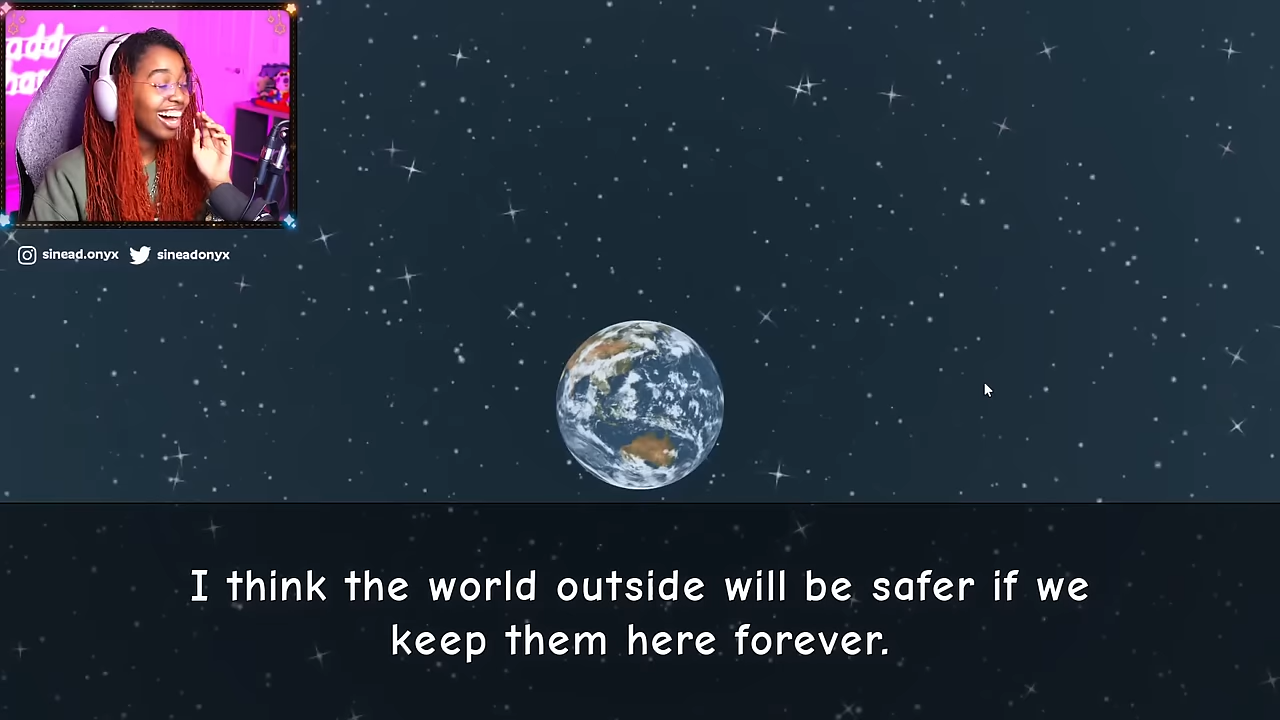 sinead.onyx sineadonyx
I think the world outside will be safer if we
keep them here forever.